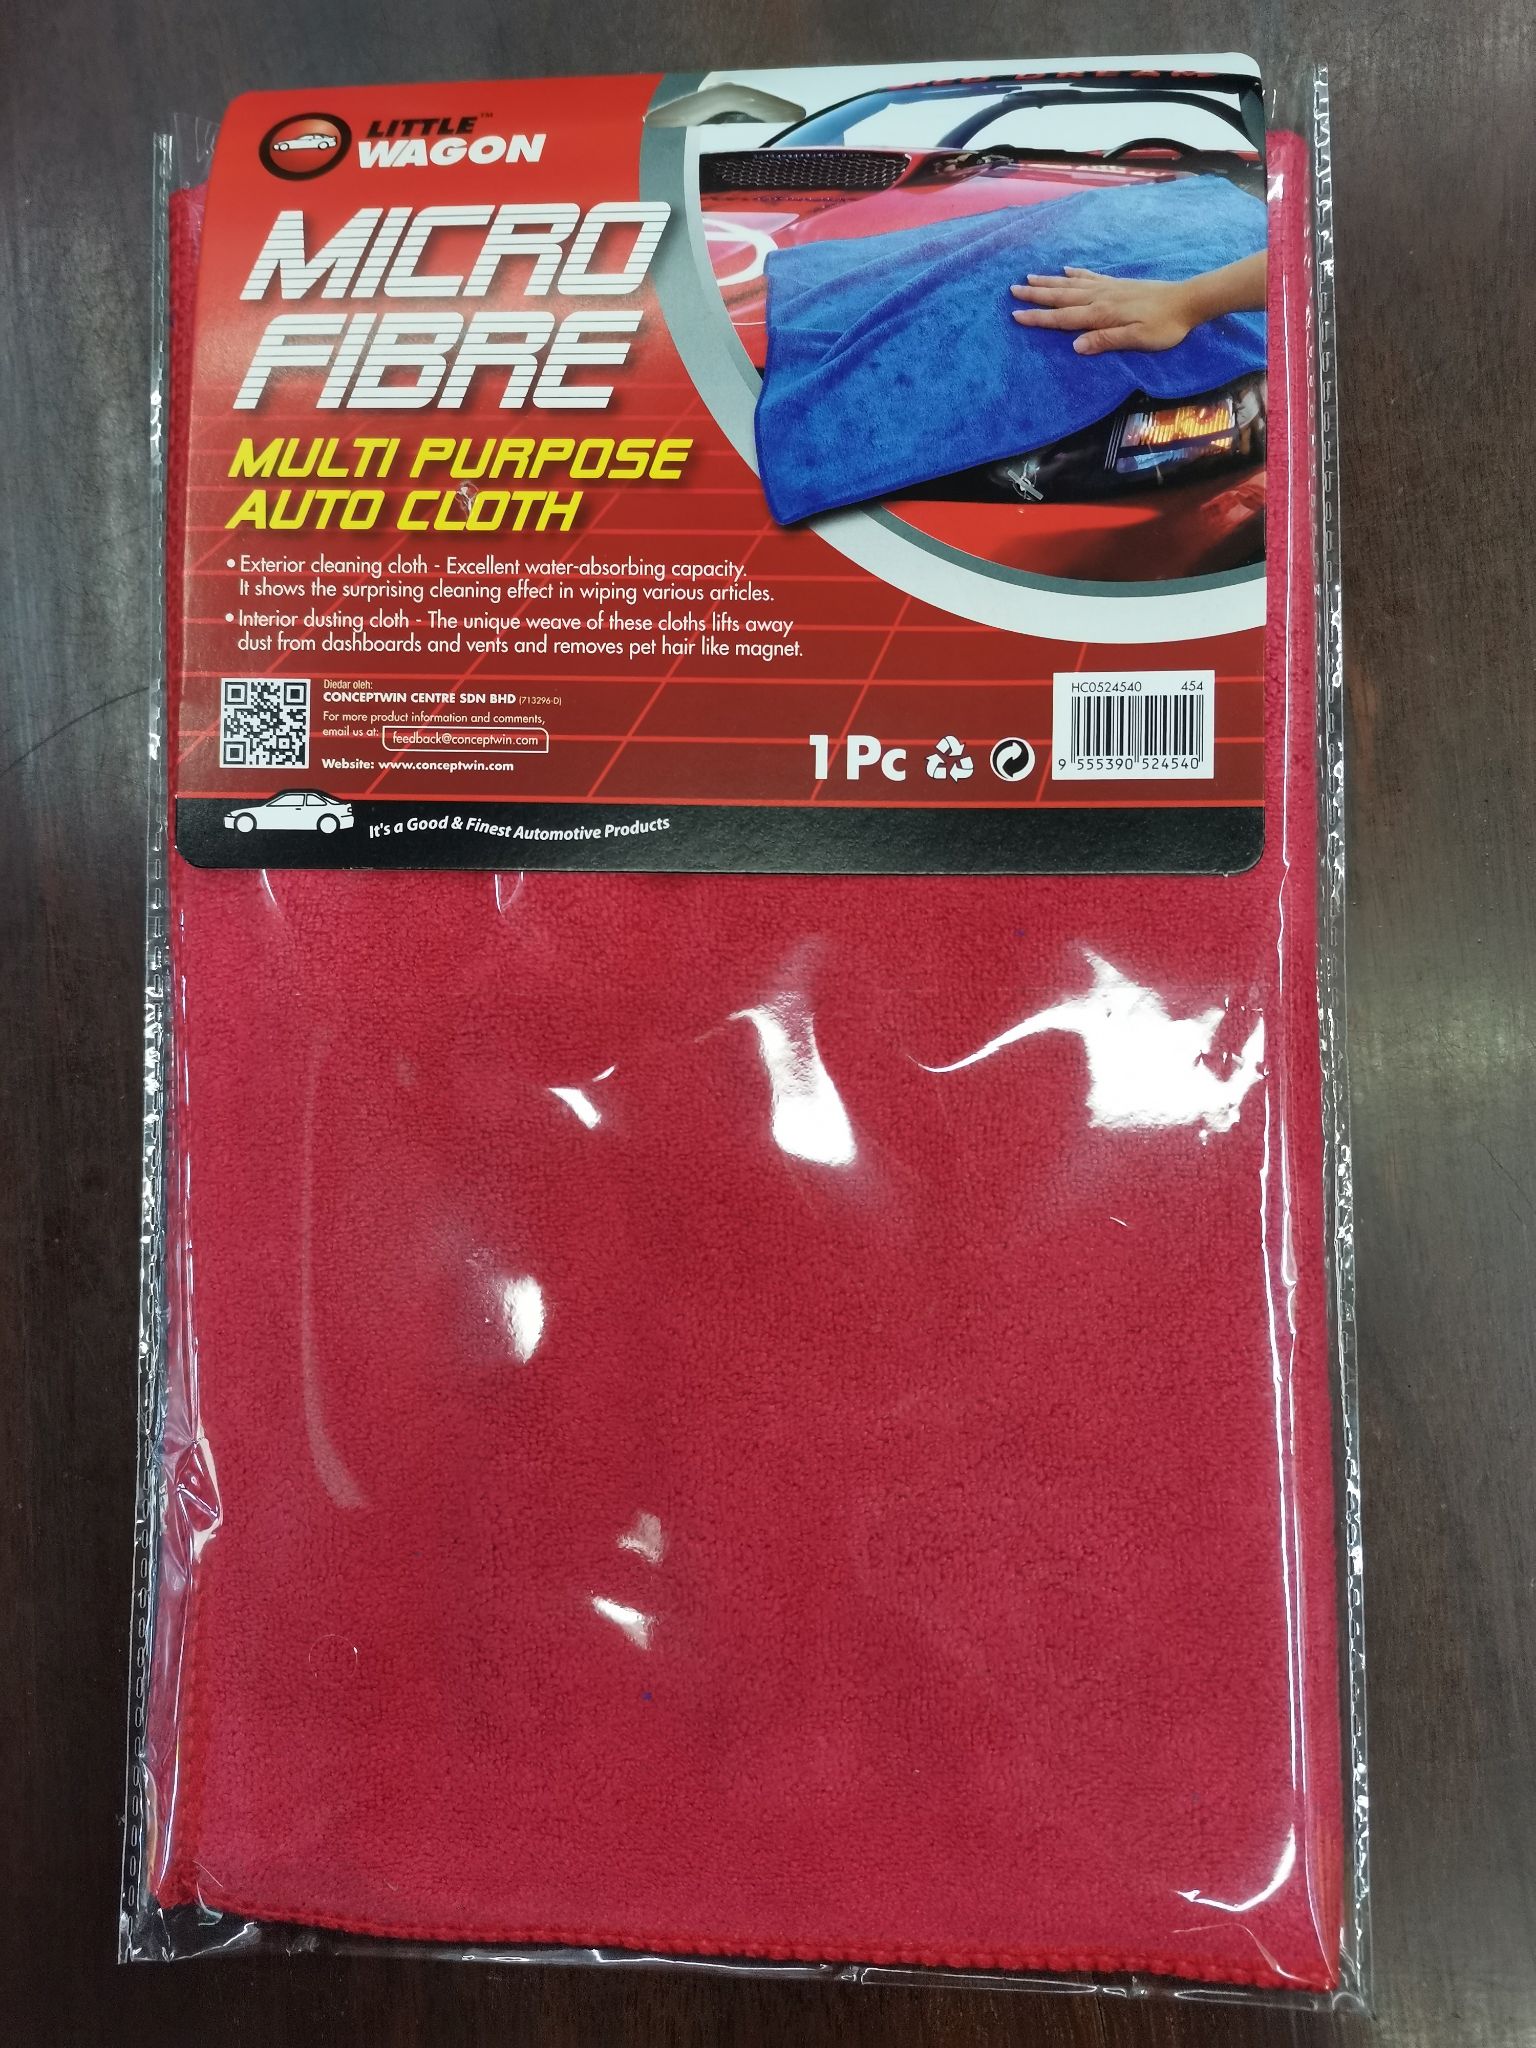 LITTLE™
WAGON
MICRO
FIBRE
MULTI PURPOSE
AUTO CLOTH
• Exterior cleaning cloth - Excellent water-absorbing capacity.
It shows the surprising cleaning effect in wiping various articles.
• Interior dusting cloth - The unique weave of these cloths lifts away
dust from dashboards and vents and removes pet hair like magnet.
Diedar oleh:
CONCEPTWIN CENTRE SDN BHD (713296-D)
For more product information and comments,
email us at: feedback@conceptwin.com
Website: www.conceptwin.com
1 Pc
HC0524540 454
9 555390 524540
It's a Good & Finest Automotive Products